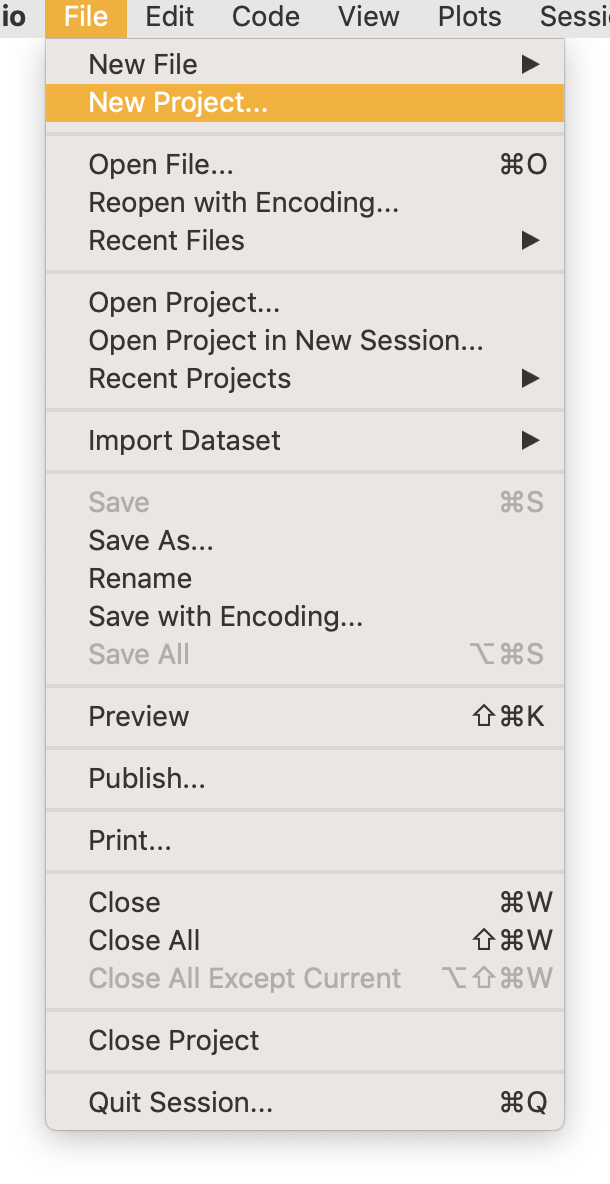 io File Edit Code View Plots Sessi
New File ▶
New Project...
Open File... ⌘O
Reopen with Encoding...
Recent Files ▶
Open Project...
Open Project in New Session...
Recent Projects ▶
Import Dataset ▶
Save ⌘S
Save As...
Rename
Save with Encoding...
Save All ⌥⌘S
Preview ⇧⌘K
Publish...
Print...
Close ⌘W
Close All ⇧⌘W
Close All Except Current ⌥⇧⌘W
Close Project
Quit Session... ⌘Q